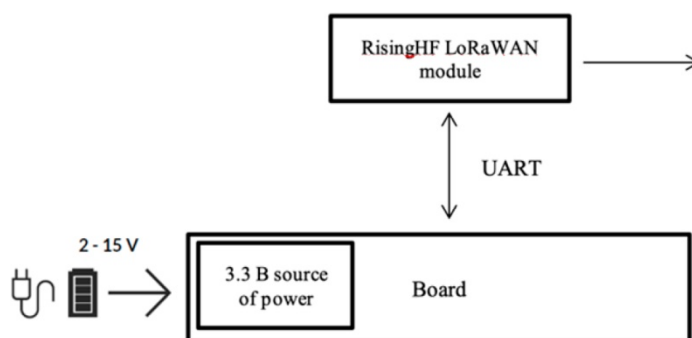 RisingHF LoRaWAN
module
UART
2 - 15 V
3.3 B source
of power
Board